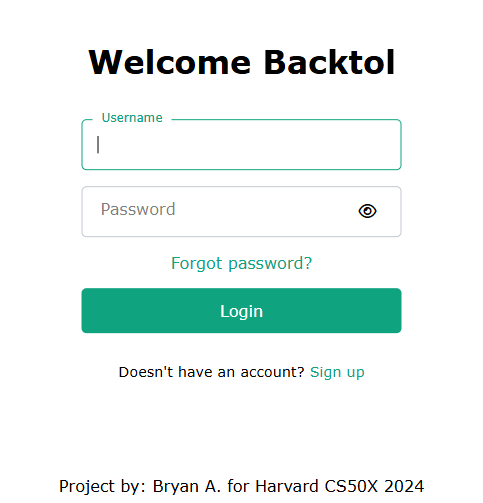 Welcome Backtol
Username
Password
Forgot password?
Login
Doesn't have an account? Sign up
Project by: Bryan A. for Harvard CS50X 2024